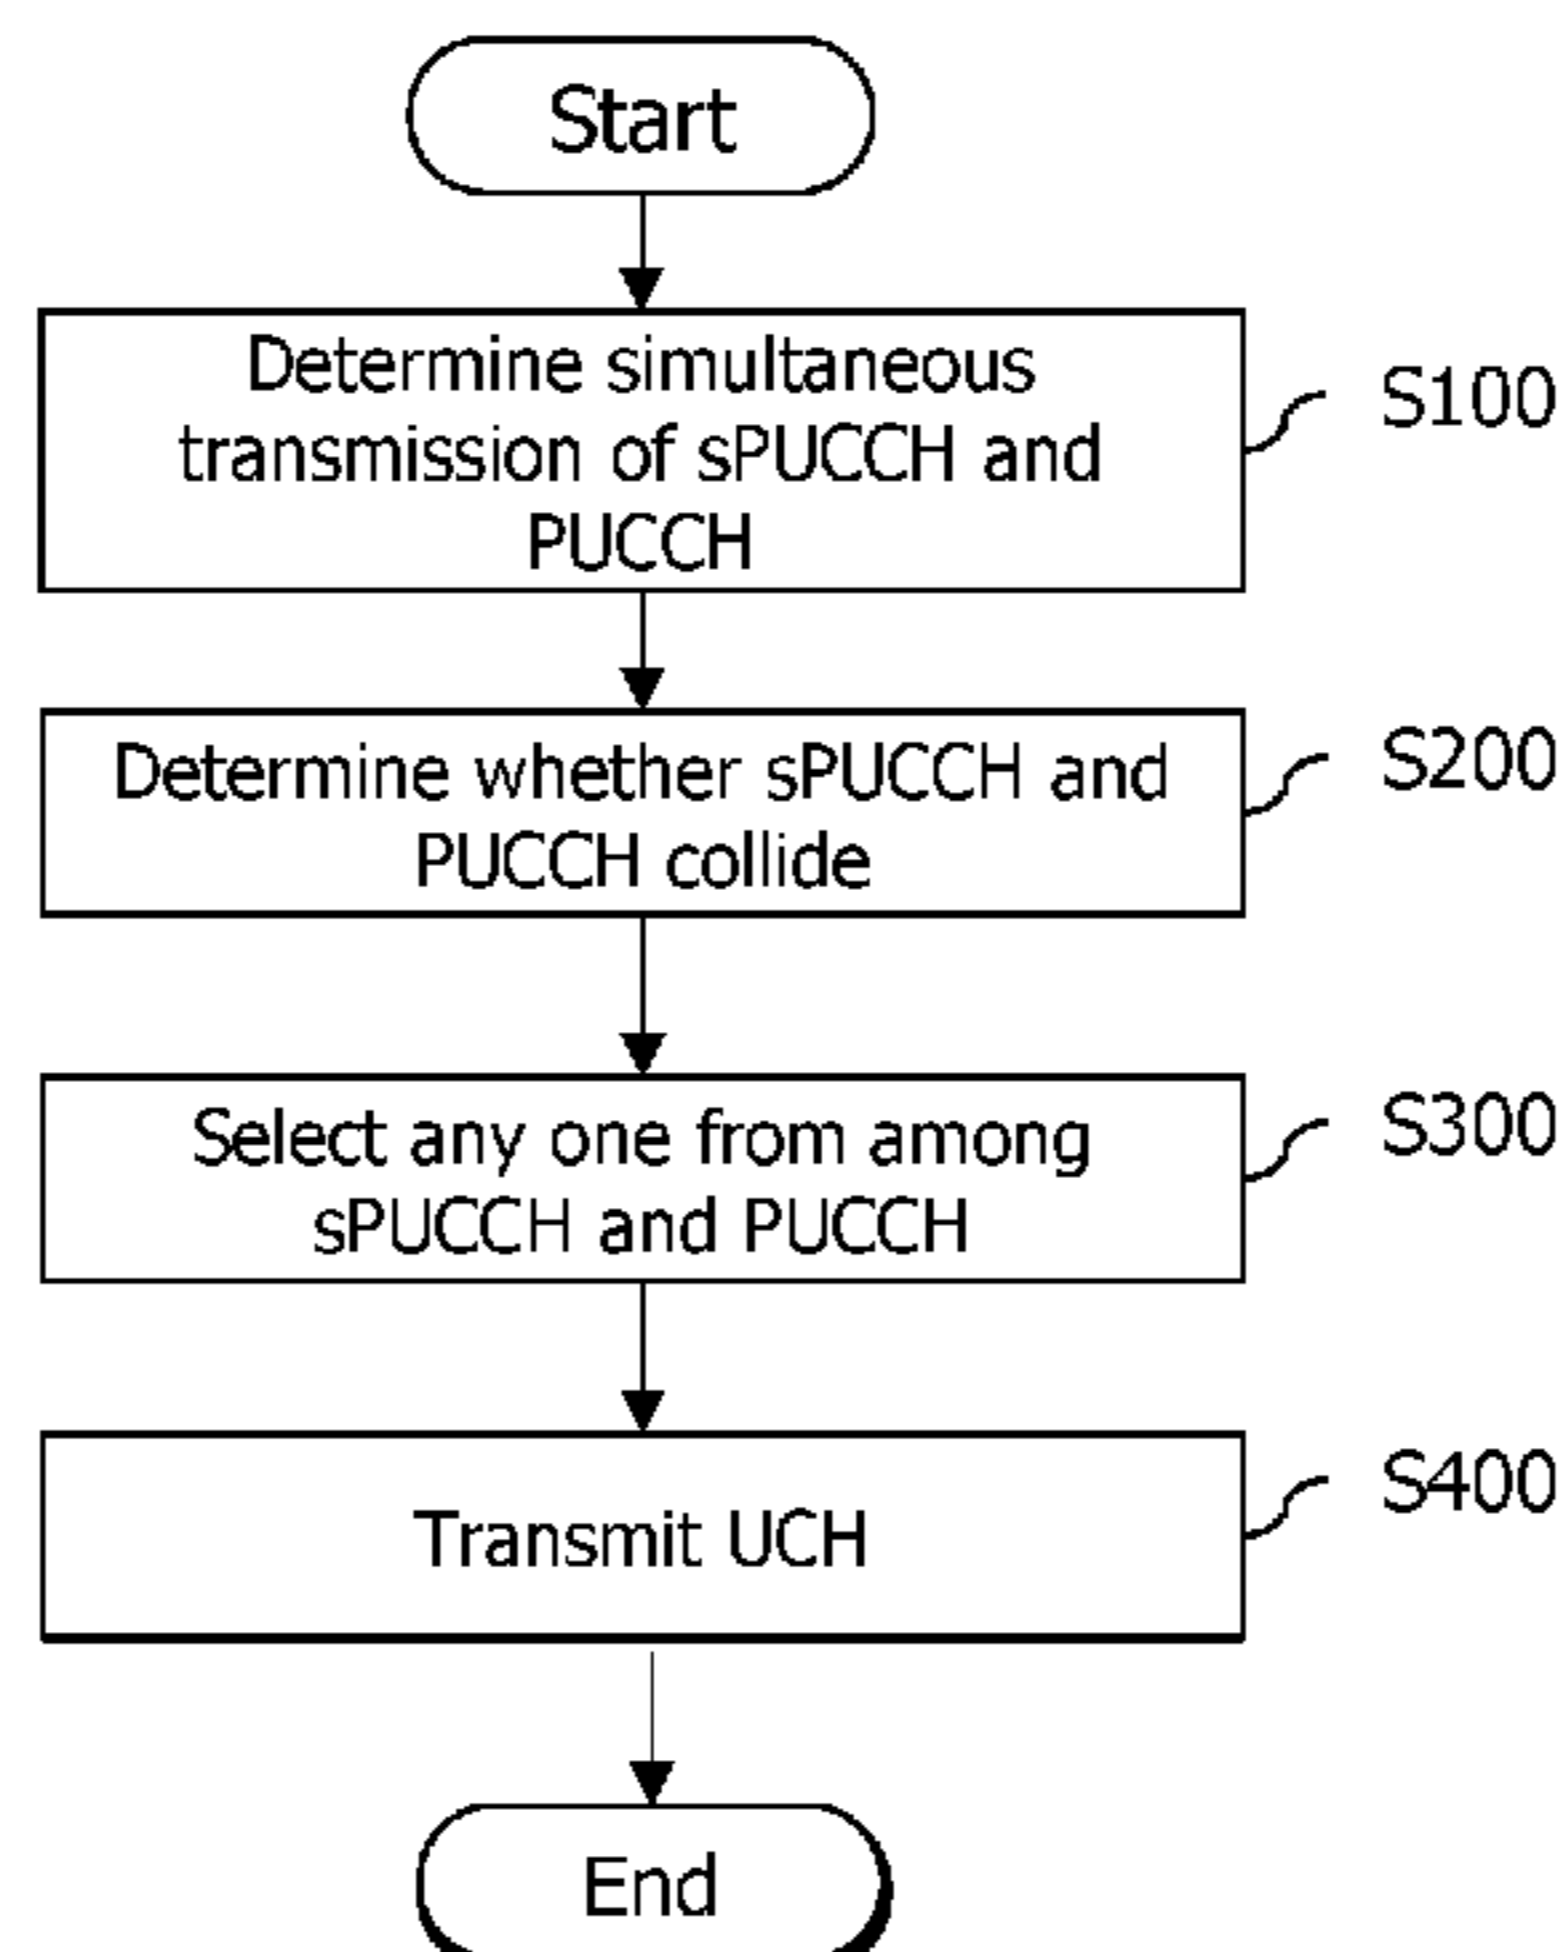 Start
Determine simultaneous
transmission of sPUCCH and
PUCCH
S100
Determine whether sPUCCH and
PUCCH collide
S200
Select any one from among
sPUCCH and PUCCH
S300
Transmit UCH
S400
End